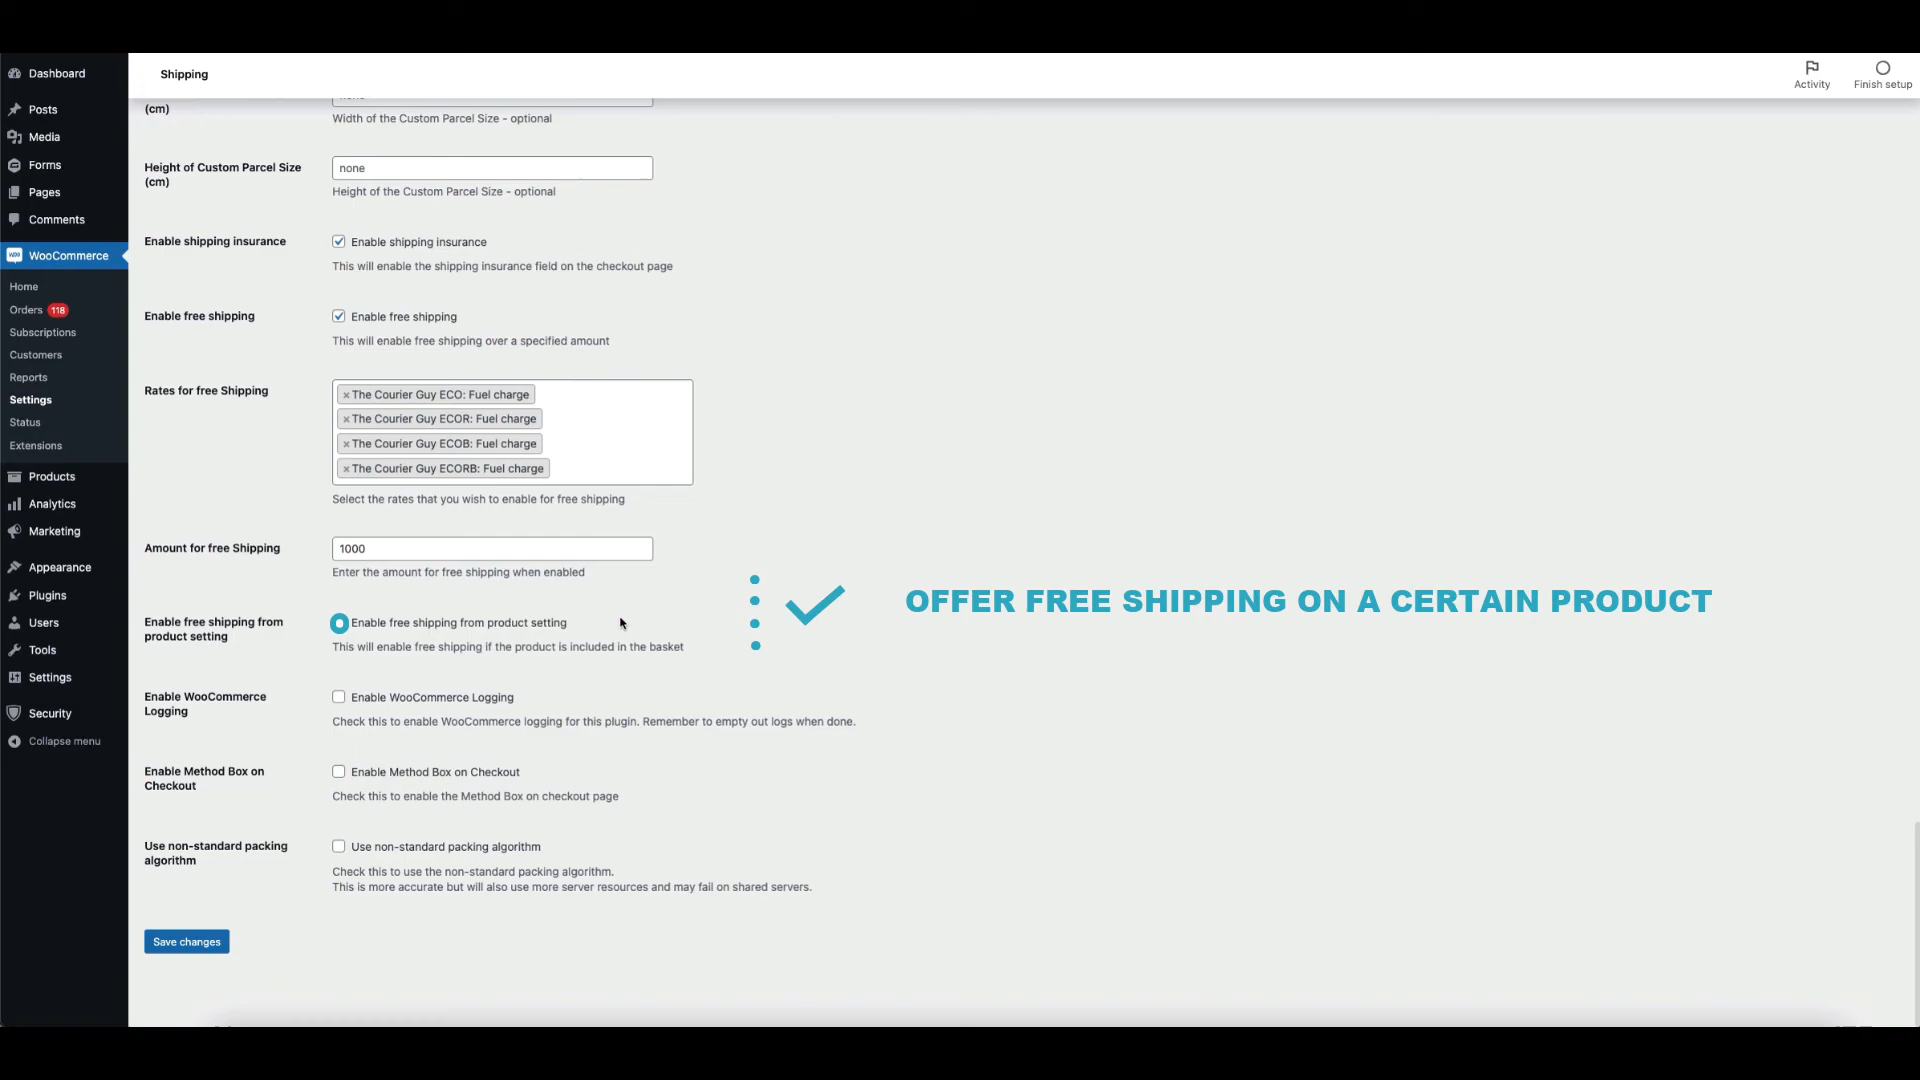 Dashboard
Posts
Media
Forms
Pages
Comments
WooCommerce
Home
Orders 118
Subscriptions
Customers
Reports
Settings
Status
Extensions
Products
Analytics
Marketing
Appearance
Plugins
Users
Tools
Settings
Security
Collapse menu
Shipping
Activity
Finish setup
(cm)
Width of the Custom Parcel Size - optional
Height of Custom Parcel Size
(cm)
none
Height of the Custom Parcel Size - optional
Enable shipping insurance
Enable shipping insurance
This will enable the shipping insurance field on the checkout page
Enable free shipping
Enable free shipping
This will enable free shipping over a specified amount
Rates for free Shipping
× The Courier Guy ECO: Fuel charge
× The Courier Guy ECOR: Fuel charge
× The Courier Guy ECOB: Fuel charge
× The Courier Guy ECORB: Fuel charge
Select the rates that you wish to enable for free shipping
Amount for free Shipping
1000
Enter the amount for free shipping when enabled
Enable free shipping from
product setting
Enable free shipping from product setting
This will enable free shipping if the product is included in the basket
OFFER FREE SHIPPING ON A CERTAIN PRODUCT
Enable WooCommerce
Logging
Enable WooCommerce Logging
Check this to enable WooCommerce logging for this plugin. Remember to empty out logs when done.
Enable Method Box on
Checkout
Enable Method Box on Checkout
Check this to enable the Method Box on checkout page
Use non-standard packing
algorithm
Use non-standard packing algorithm
Check this to use the non-standard packing algorithm.
This is more accurate but will also use more server resources and may fail on shared servers.
Save changes